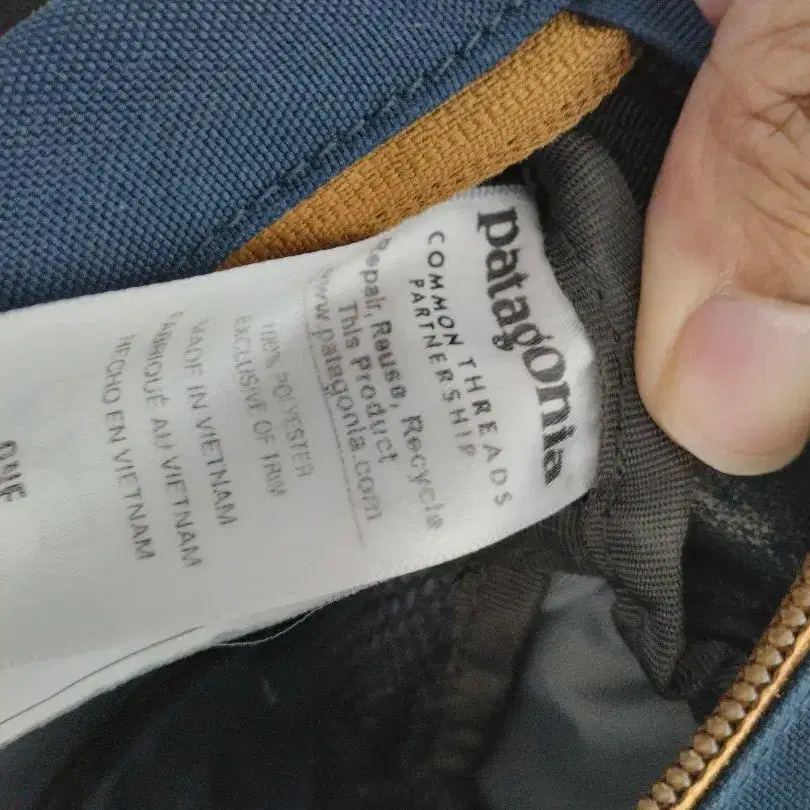 patagonia
COMMON THREADS
PARTNERSHIP
Repair, Reuse, Recycle
This Product
www.patagonia.com
100% POLYESTER
EXCLUSIVE OF TRIM
MADE IN VIETNAM
FABRIQUÉ AU VIETNAM
HECHO EN VIETNAM